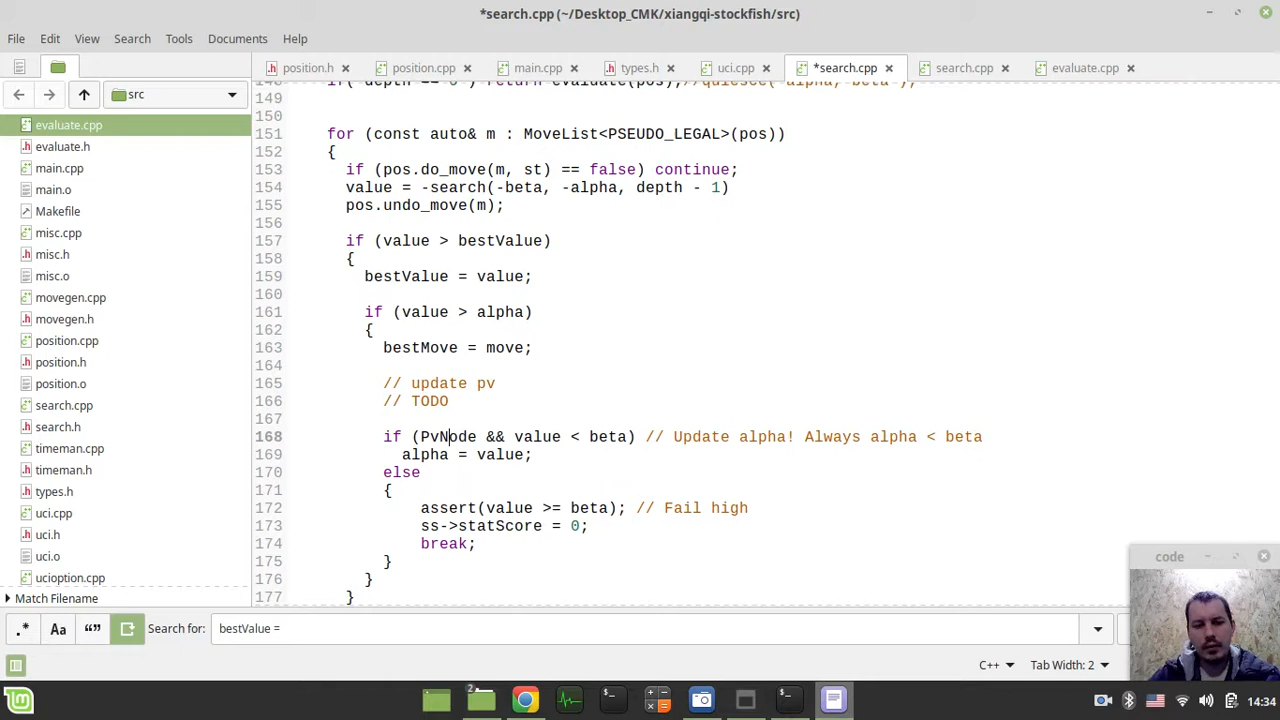 *search.cpp (~/Desktop_CMK/xiangqi-stockfish/src)
File Edit View Search Tools Documents Help
position.h position.cpp main.cpp types.h uci.cpp *search.cpp search.cpp evaluate.cpp
src
evaluate.cpp
evaluate.h
main.cpp
main.o
Makefile
misc.cpp
misc.h
misc.o
movegen.cpp
movegen.h
position.cpp
position.h
position.o
search.cpp
search.h
timeman.cpp
timeman.h
types.h
uci.cpp
uci.h
uci.o
ucioption.cpp
Match Filename
149
150
151 for (const auto& m : MoveList<PSEUDO_LEGAL>(pos))
152 {
153 if (pos.do_move(m, st) == false) continue;
154 value = -search(-beta, -alpha, depth - 1)
155 pos.undo_move(m);
156
157 if (value > bestValue)
158 {
159 bestValue = value;
160
161 if (value > alpha)
162 {
163 bestMove = move;
164
165 // update pv
166 // TODO
167
168 if (PvNode && value < beta) // Update alpha! Always alpha < beta
169 alpha = value;
170 else
171 {
172 assert(value >= beta); // Fail high
173 ss->statScore = 0;
174 break;
175 }
176 }
177 }
code
.* Aa “” Search for: bestValue =
C++ Tab Width: 2
2
14:34